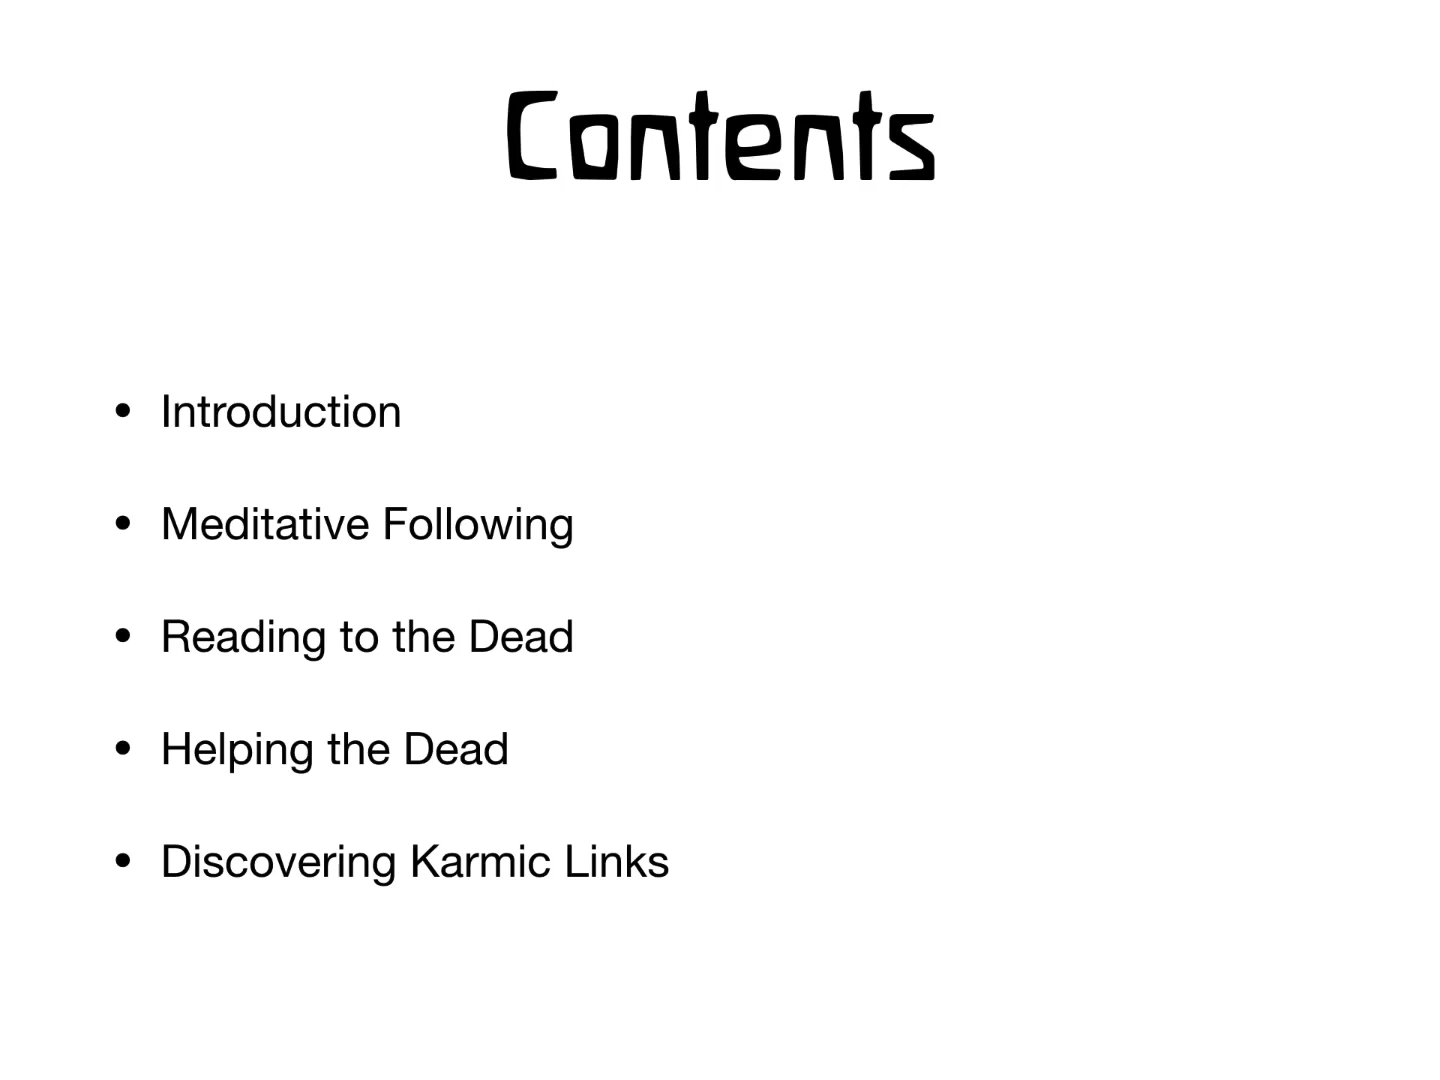 Contents
• Introduction
• Meditative Following
• Reading to the Dead
• Helping the Dead
• Discovering Karmic Links